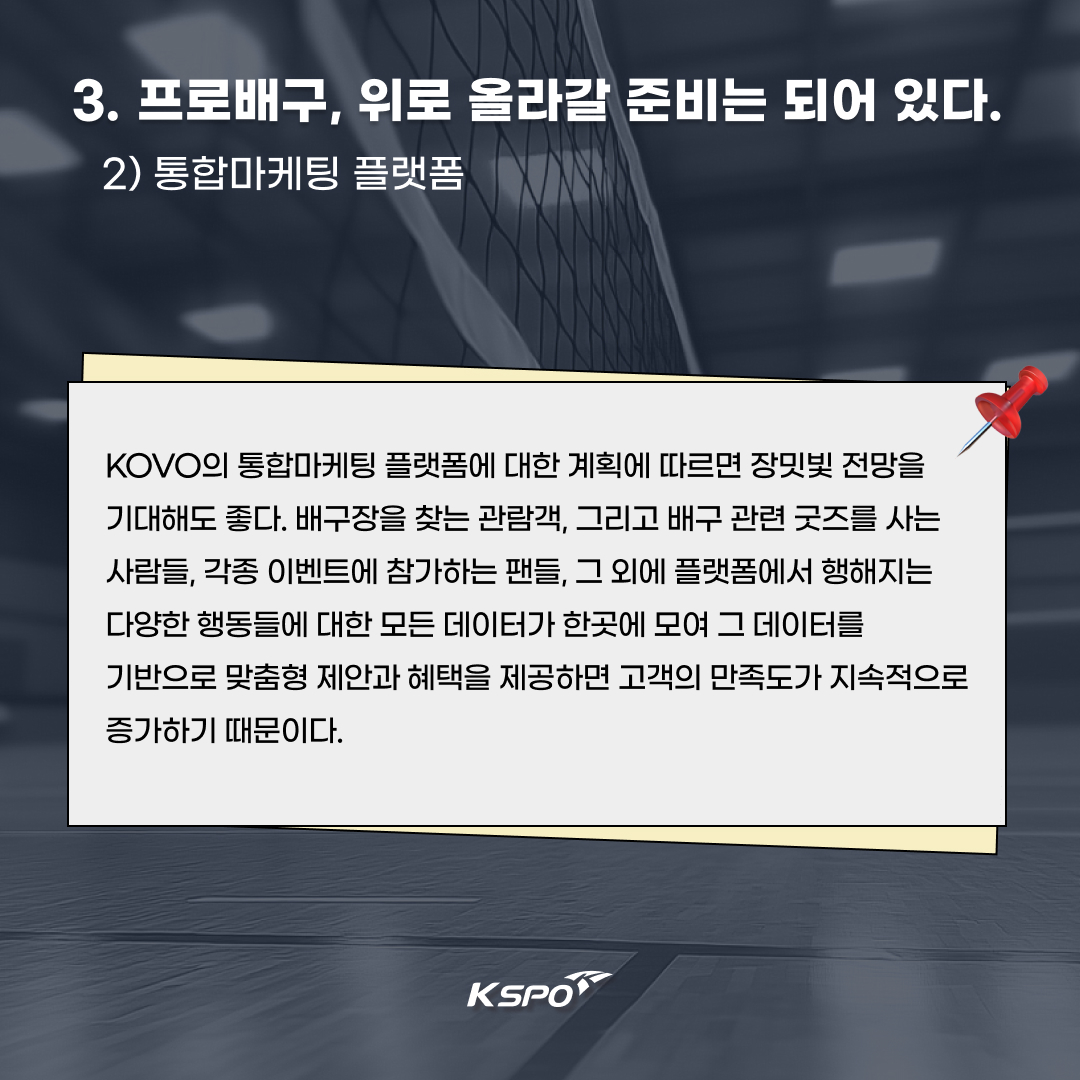 3. 프로배구, 위로 올라갈 준비는 되어 있다.
2) 통합마케팅 플랫폼
KOVO의 통합마케팅 플랫폼에 대한 계획에 따르면 장밋빛 전망을
기대해도 좋다. 배구장을 찾는 관람객, 그리고 배구 관련 굿즈를 사는
사람들, 각종 이벤트에 참가하는 팬들, 그 외에 플랫폼에서 행해지는
다양한 행동들에 대한 모든 데이터가 한곳에 모여 그 데이터를
기반으로 맞춤형 제안과 혜택을 제공하면 고객의 만족도가 지속적으로
증가하기 때문이다.
KSPO